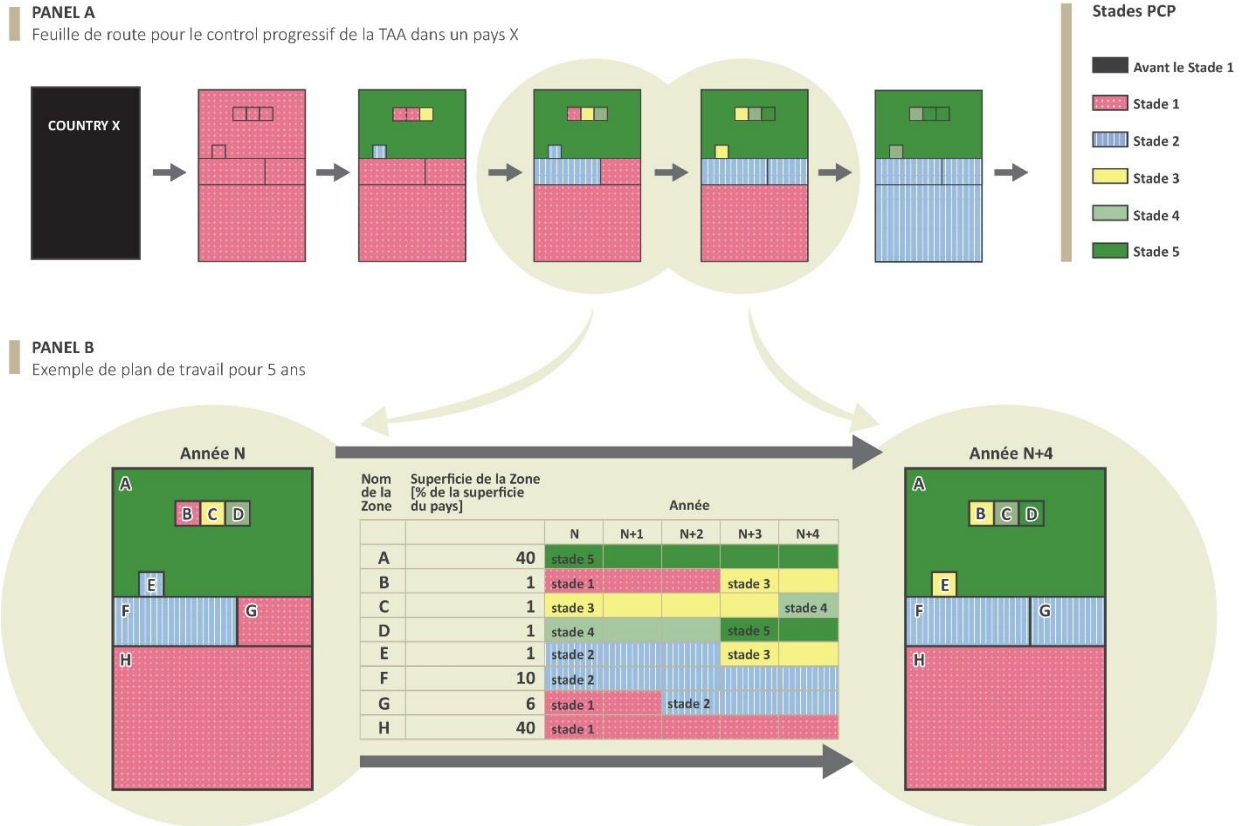 PANEL A
Feuille de route pour le control progressif de la TAA dans un pays X
COUNTRY X
Stades PCP
Avant le Stade 1
Stade 1
Stade 2
Stade 3
Stade 4
Stade 5
PANEL B
Exemple de plan de travail pour 5 ans
Année N
A
B C D
E
F G
H
Nom de la Zone
Superficie de la Zone [% de la superficie du pays]
Année
N N+1 N+2 N+3 N+4
A 40 stade 5
B 1 stade 1 stade 3
C 1 stade 3 stade 4
D 1 stade 4 stade 5
E 1 stade 2 stade 3
F 10 stade 2
G 6 stade 1 stade 2
H 40 stade 1
Année N+4
A
B C D
E
F G
H